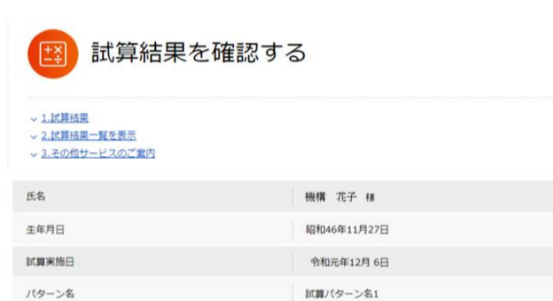 試算結果を確認する
1.試算結果
2.試算結果一覧を表示
3.その他サービスのご案内
氏名 機構 花子 様
生年月日 昭和46年11月27日
試算実施日 令和元年12月 6日
パターン名 試算パターン名1